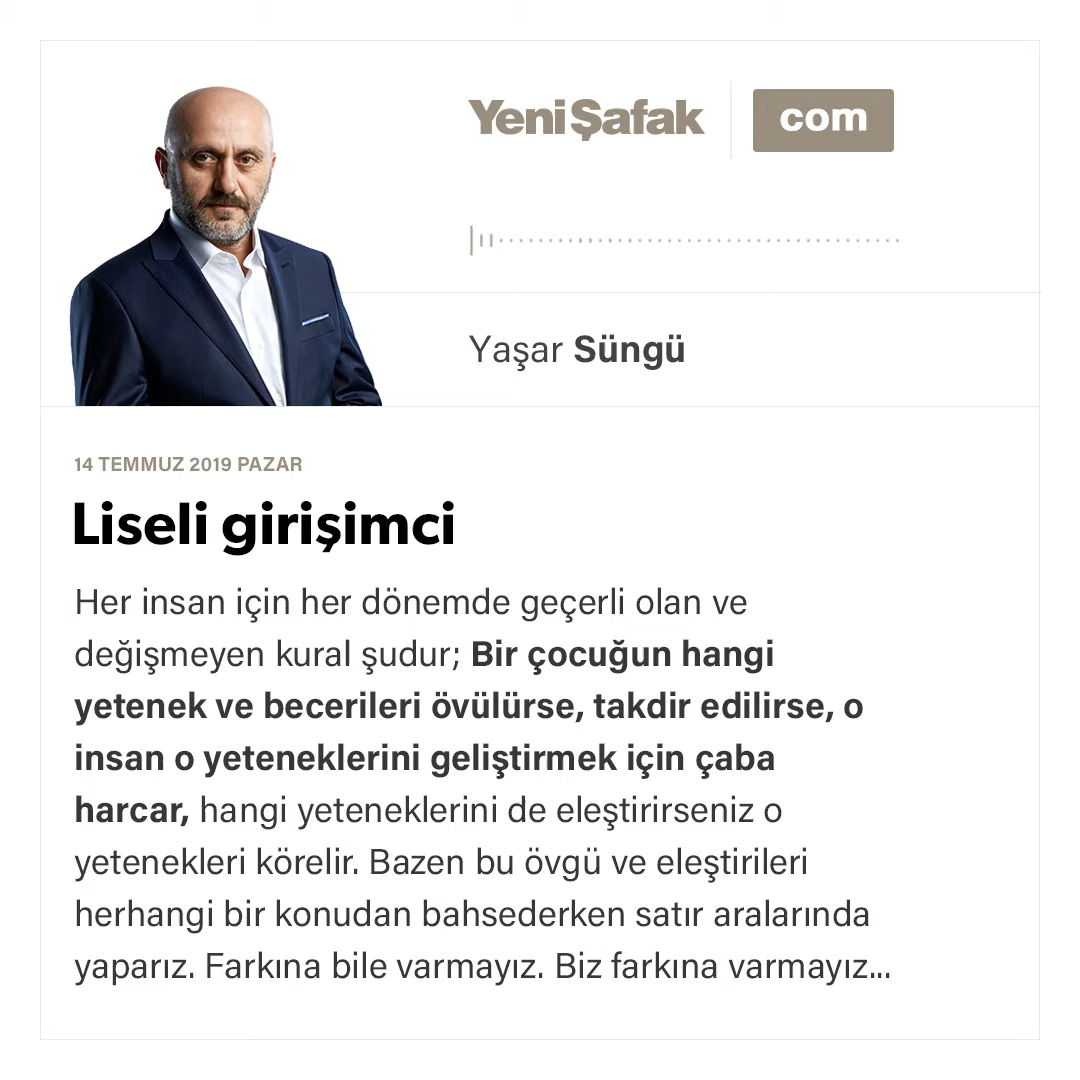 YeniŞafak com
Yaşar Süngü
14 TEMMUZ 2019 PAZAR
Liseli girişimci
Her insan için her dönemde geçerli olan ve
değişmeyen kural şudur; Bir çocuğun hangi
yetenek ve becerileri övülürse, takdir edilirse, o
insan o yeteneklerini geliştirmek için çaba
harcar, hangi yeteneklerini de eleştirirseniz o
yetenekleri körelir. Bazen bu övgü ve eleştirileri
herhangi bir konudan bahsederken satır aralarında
yaparız. Farkına bile varmayız. Biz farkına varmayız...